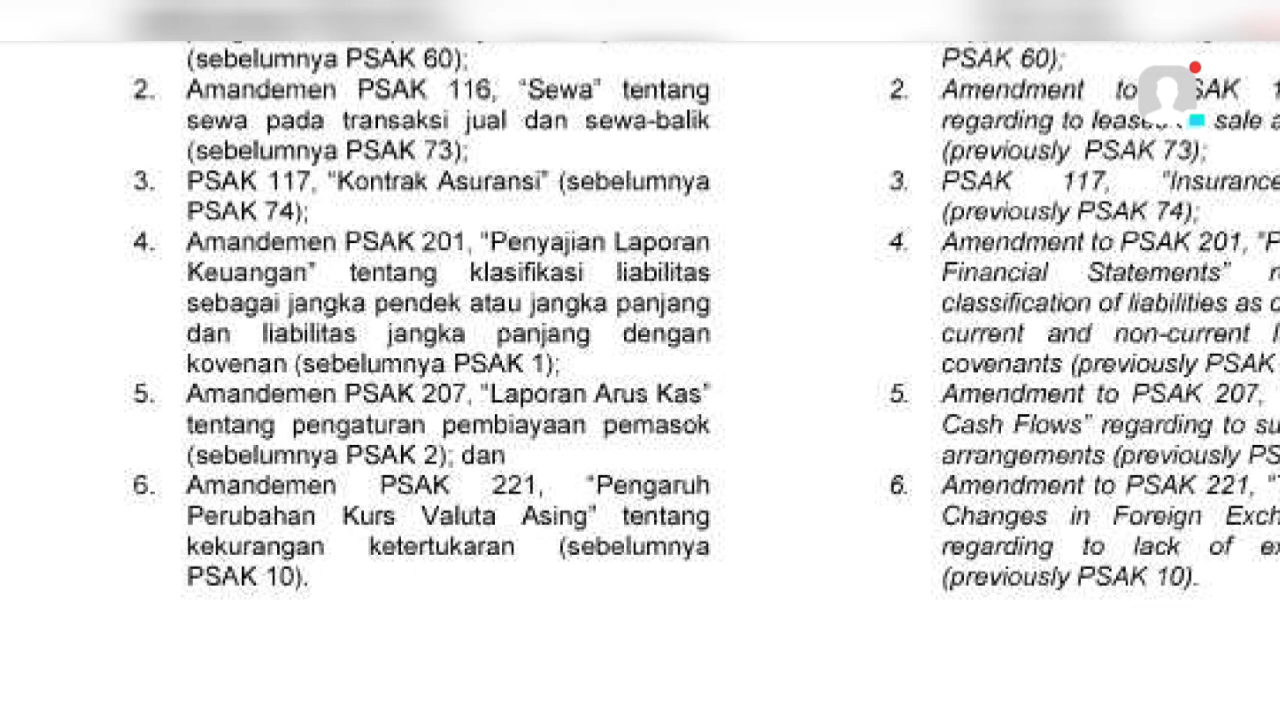 (sebelumnya PSAK 60);
2. Amandemen PSAK 116, “Sewa” tentang
sewa pada transaksi jual dan sewa-balik
(sebelumnya PSAK 73);
3. PSAK 117, “Kontrak Asuransi” (sebelumnya
PSAK 74);
4. Amandemen PSAK 201, “Penyajian Laporan
Keuangan” tentang klasifikasi liabilitas
sebagai jangka pendek atau jangka panjang
dan liabilitas jangka panjang dengan
kovenan (sebelumnya PSAK 1);
5. Amandemen PSAK 207, “Laporan Arus Kas”
tentang pengaturan pembiayaan pemasok
(sebelumnya PSAK 2); dan
6. Amandemen PSAK 221, “Pengaruh
Perubahan Kurs Valuta Asing” tentang
kekurangan ketertukaran (sebelumnya
PSAK 10).
PSAK 60);
2. Amendment to
regarding to sale
(previously PSAK 73);
3. PSAK 117, “Insurance
(previously PSAK 74);
4. Amendment to PSAK 201,
Financial Statements”
classification of liabilities as
current and non-current
covenants (previously PSAK
5. Amendment to PSAK 207,
Cash Flows” regarding to
arrangements (previously
6. Amendment to PSAK 221,
Changes in Foreign
regarding to lack of
(previously PSAK 10).